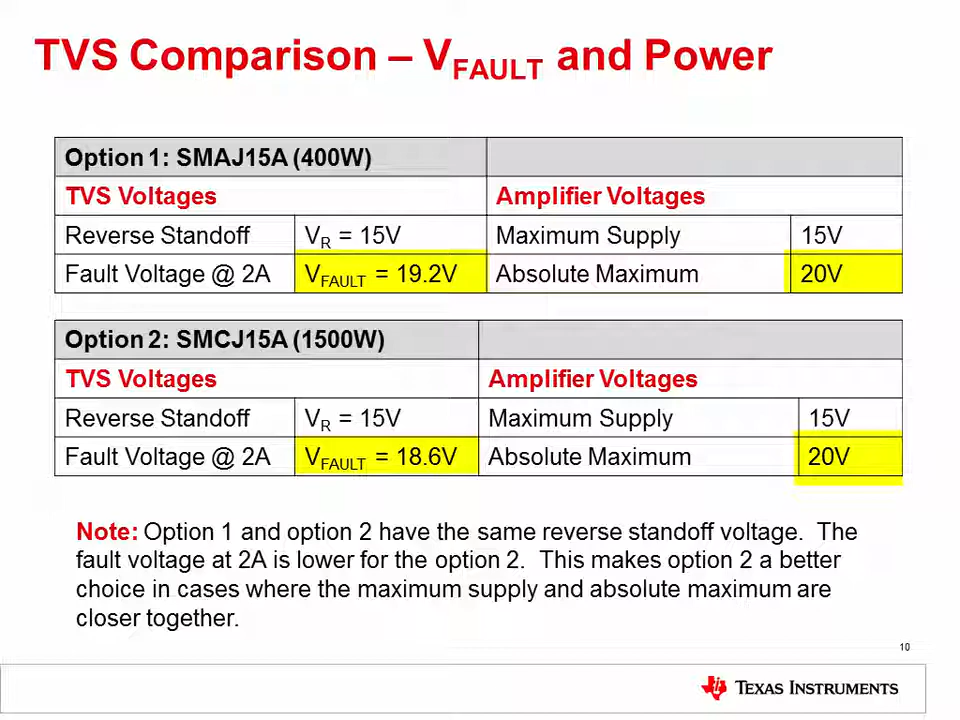 TVS Comparison – VFAULT and Power
Option 1: SMAJ15A (400W)
TVS Voltages Amplifier Voltages
Reverse Standoff VR = 15V Maximum Supply 15V
Fault Voltage @ 2A VFAULT = 19.2V Absolute Maximum 20V
Option 2: SMCJ15A (1500W)
TVS Voltages Amplifier Voltages
Reverse Standoff VR = 15V Maximum Supply 15V
Fault Voltage @ 2A VFAULT = 18.6V Absolute Maximum 20V
Note: Option 1 and option 2 have the same reverse standoff voltage. The
fault voltage at 2A is lower for the option 2. This makes option 2 a better
choice in cases where the maximum supply and absolute maximum are
closer together.
10
TEXAS INSTRUMENTS